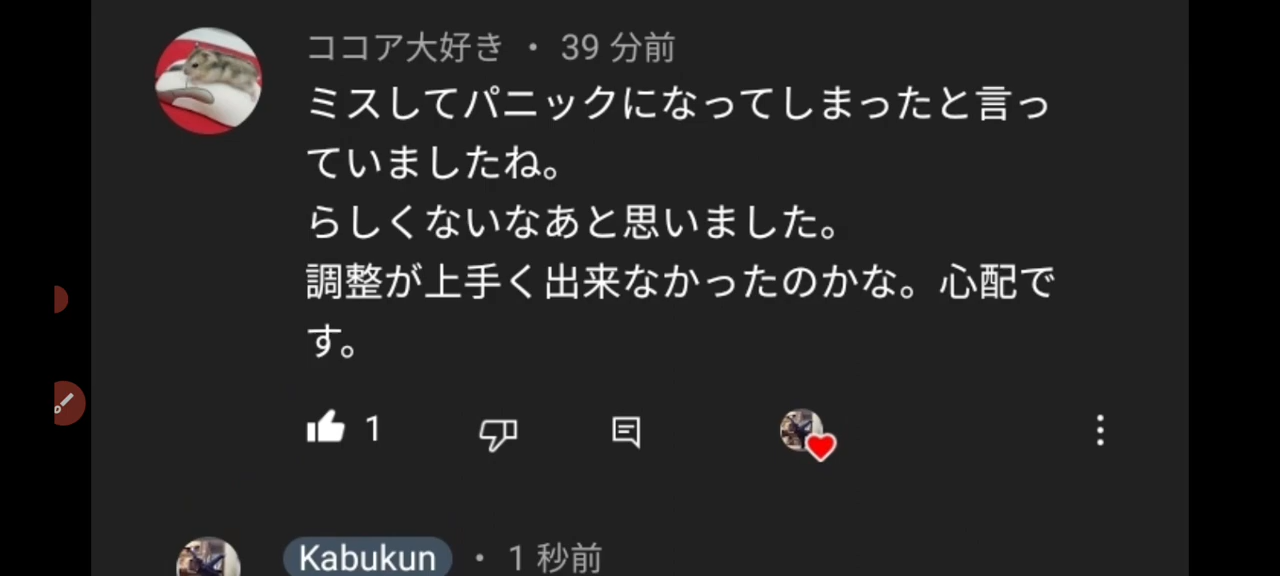 ココア大好き ・ 39 分前
ミスしてパニックになってしまったと言っ
ていましたね。
らしくないなあと思いました。
調整が上手く出来なかったのかな。心配で
す。
1
Kabukun ・ 1 秒前